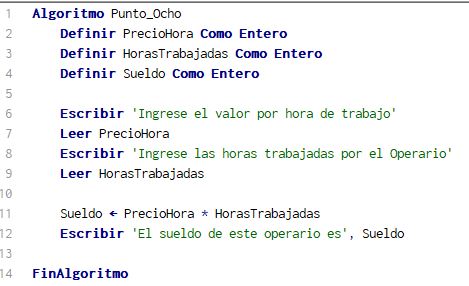 1 Algoritmo Punto_Ocho
2 Definir PrecioHora Como Entero
3 Definir HorasTrabajadas Como Entero
4 Definir Sueldo Como Entero
5
6 Escribir 'Ingrese el valor por hora de trabajo'
7 Leer PrecioHora
8 Escribir 'Ingrese las horas trabajadas por el Operario'
9 Leer HorasTrabajadas
10
11 Sueldo ← PrecioHora * HorasTrabajadas
12 Escribir 'El sueldo de este operario es', Sueldo
13
14 FinAlgoritmo